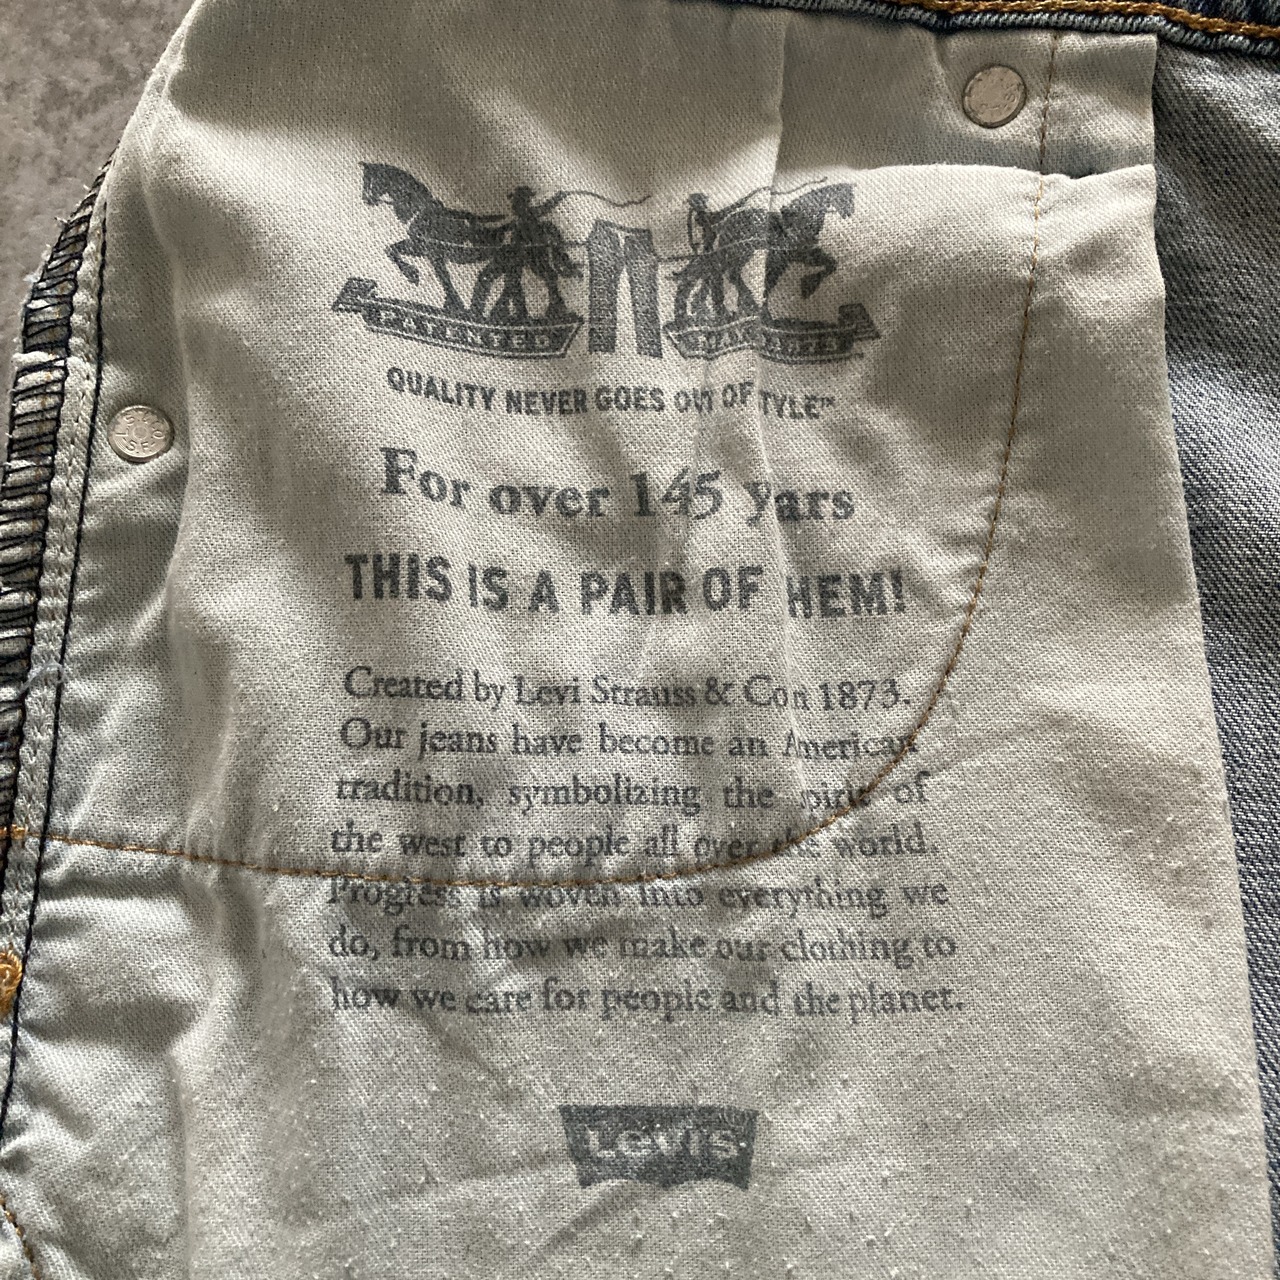 PATENTED
QUALITY NEVER GOES OUT OF TYLE™
For over 145 yars
THIS IS A PAIR OF HEM!
Created by Levi Strauss & Co n 1873.
Our jeans have become an American
tradition, symbolizing the pirit of
the west to people all over the world.
Progress is woven into everything we
do, from how we make our clothing to
how we care for people and the planet.
LEVI'S